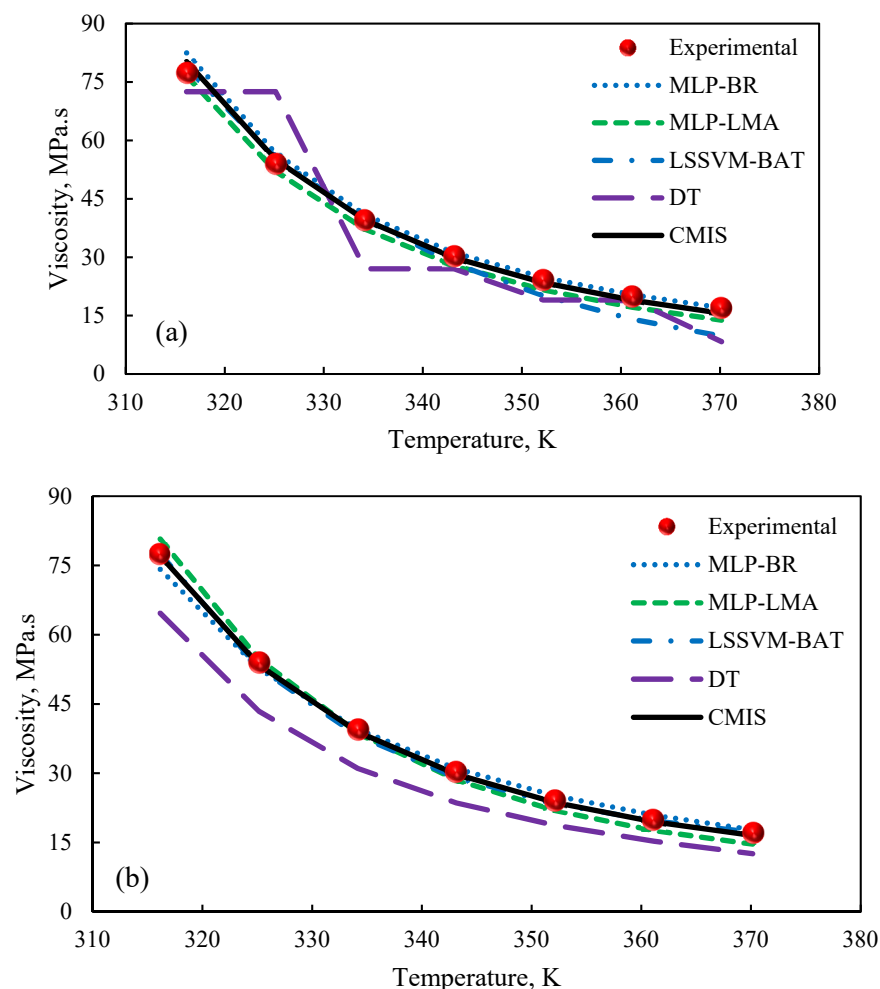 90
75
60
45
30
15
0
Viscosity, MPa.s
Experimental
MLP-BR
MLP-LMA
LSSVM-BAT
DT
CMIS
(a)
310 320 330 340 350 360 370 380
Temperature, K
90
75
60
45
30
15
0
Viscosity, MPa.s
Experimental
MLP-BR
MLP-LMA
LSSVM-BAT
DT
CMIS
(b)
310 320 330 340 350 360 370 380
Temperature, K